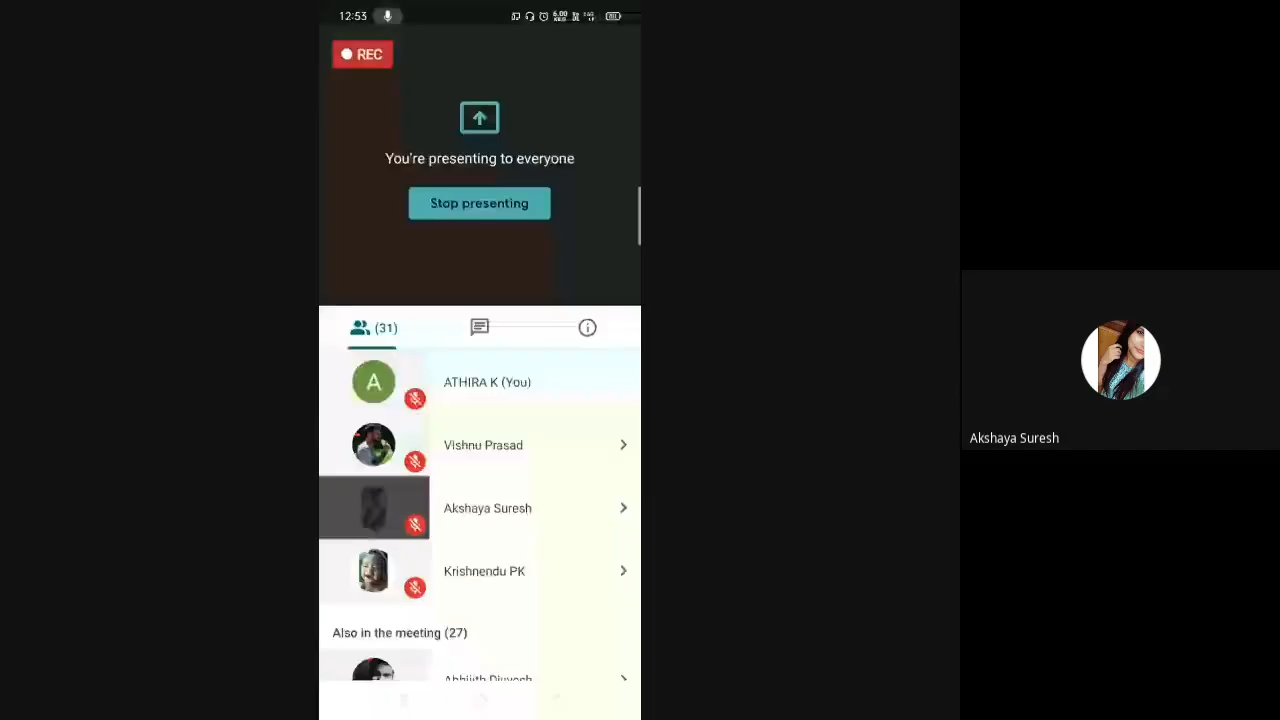 12:53
REC
You're presenting to everyone
Stop presenting
(31)
A
ATHIRA K (You)
Vishnu Prasad
Akshaya Suresh
Krishnendu PK
Also in the meeting (27)
Akshaya Suresh